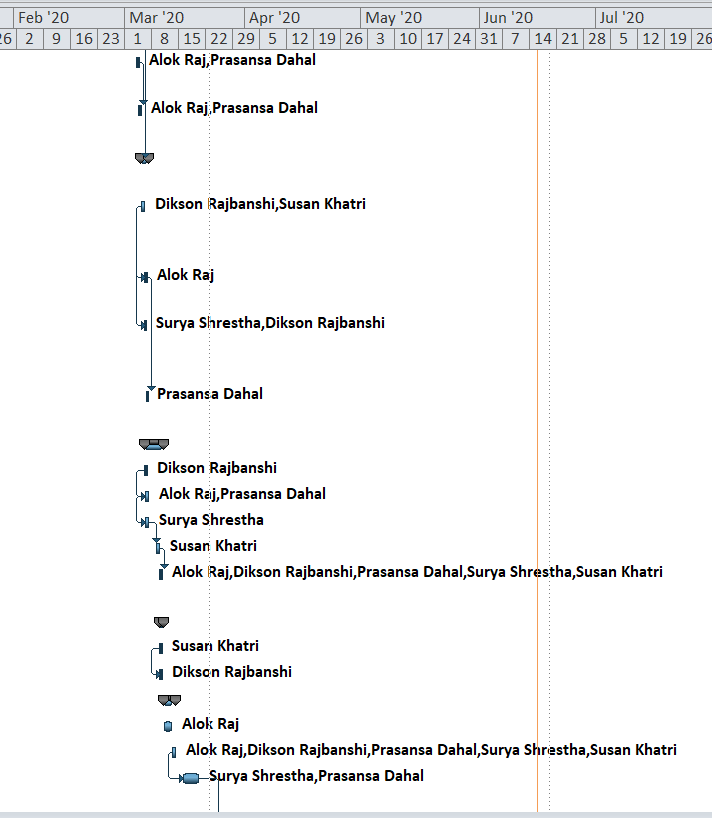 Feb '20 Mar '20 Apr '20 May '20 Jun '20 Jul '20
26 2 9 16 23 1 8 15 22 29 5 12 19 26 3 10 17 24 31 7 14 21 28 5 12 19 26
Alok Raj,Prasansa Dahal
Alok Raj,Prasansa Dahal
Dikson Rajbanshi,Susan Khatri
Alok Raj
Surya Shrestha,Dikson Rajbanshi
Prasansa Dahal
Dikson Rajbanshi
Alok Raj,Prasansa Dahal
Surya Shrestha
Susan Khatri
Alok Raj,Dikson Rajbanshi,Prasansa Dahal,Surya Shrestha,Susan Khatri
Susan Khatri
Dikson Rajbanshi
Alok Raj
Alok Raj,Dikson Rajbanshi,Prasansa Dahal,Surya Shrestha,Susan Khatri
Surya Shrestha,Prasansa Dahal